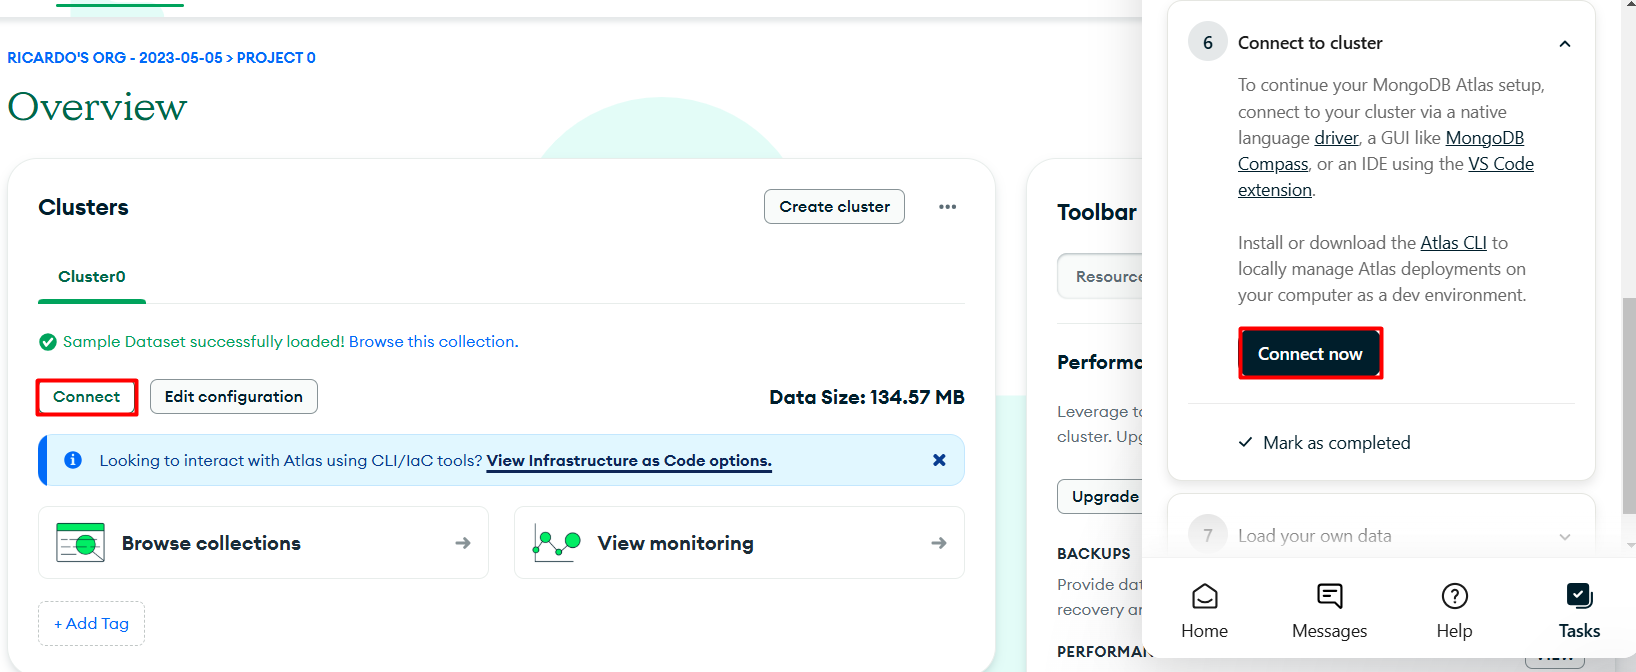 RICARDO'S ORG - 2023-05-05 > PROJECT 0
Overview
Clusters
Create cluster
Cluster0
Sample Dataset successfully loaded! Browse this collection.
Connect
Edit configuration
Data Size: 134.57 MB
Looking to interact with Atlas using CLI/IaC tools? View Infrastructure as Code options.
Browse collections
View monitoring
+ Add Tag
Toolbar
Resource
Performa
Leverage to
cluster. Upg
Upgrade
BACKUPS
Provide dat
recovery an
PERFORMAN
6
Connect to cluster
To continue your MongoDB Atlas setup,
connect to your cluster via a native
language driver, a GUI like MongoDB
Compass, or an IDE using the VS Code
extension.
Install or download the Atlas CLI to
locally manage Atlas deployments on
your computer as a dev environment.
Connect now
Mark as completed
7
Load your own data
Home
Messages
Help
Tasks